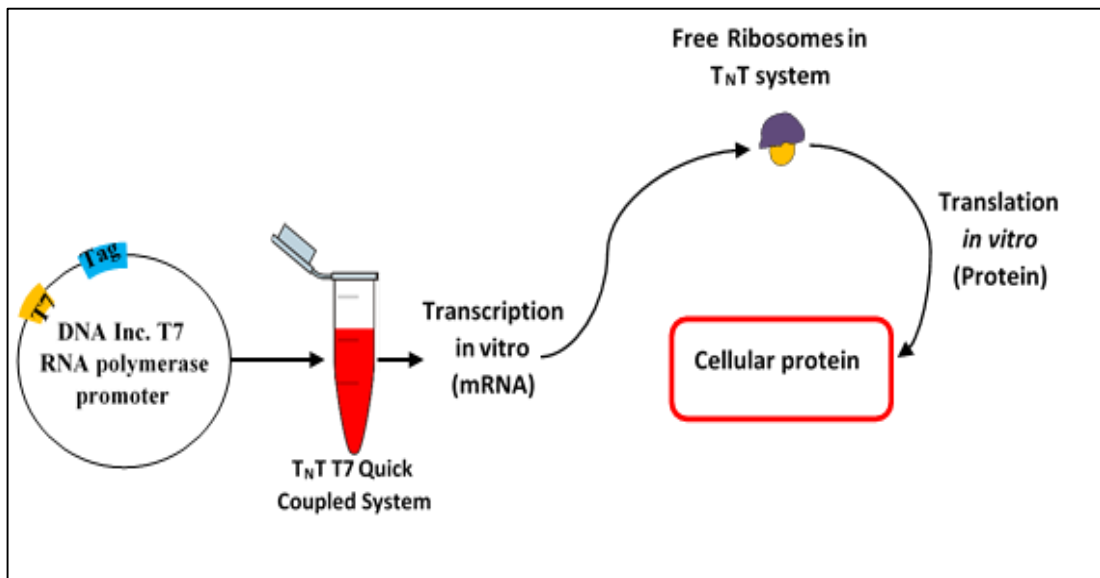 Free Ribosomes in
TNT system
Tag
T7
DNA Inc. T7
RNA polymerase
promoter
Transcription
in vitro
(mRNA)
Translation
in vitro
(Protein)
Cellular protein
TNT T7 Quick
Coupled System